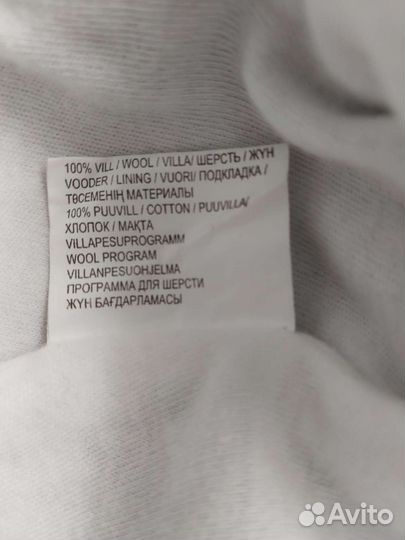 100% VILL / WOOL / VILLA/ ШЕРСТЬ / ЖҮН
VOODER / LINING / VUORI/ ПОДКЛАДКА /
ТӨСЕМЕНІҢ МАТЕРИАЛЫ
100% PUUVILL / COTTON / PUUVILLA/
ХЛОПОК / МАҚТА
VILLAPESUPROGRAMM
WOOL PROGRAM
VILLANPESUOHJELMA
ПРОГРАММА ДЛЯ ШЕРСТИ
ЖҮН БАҒДАРЛАМАСЫ
Avito